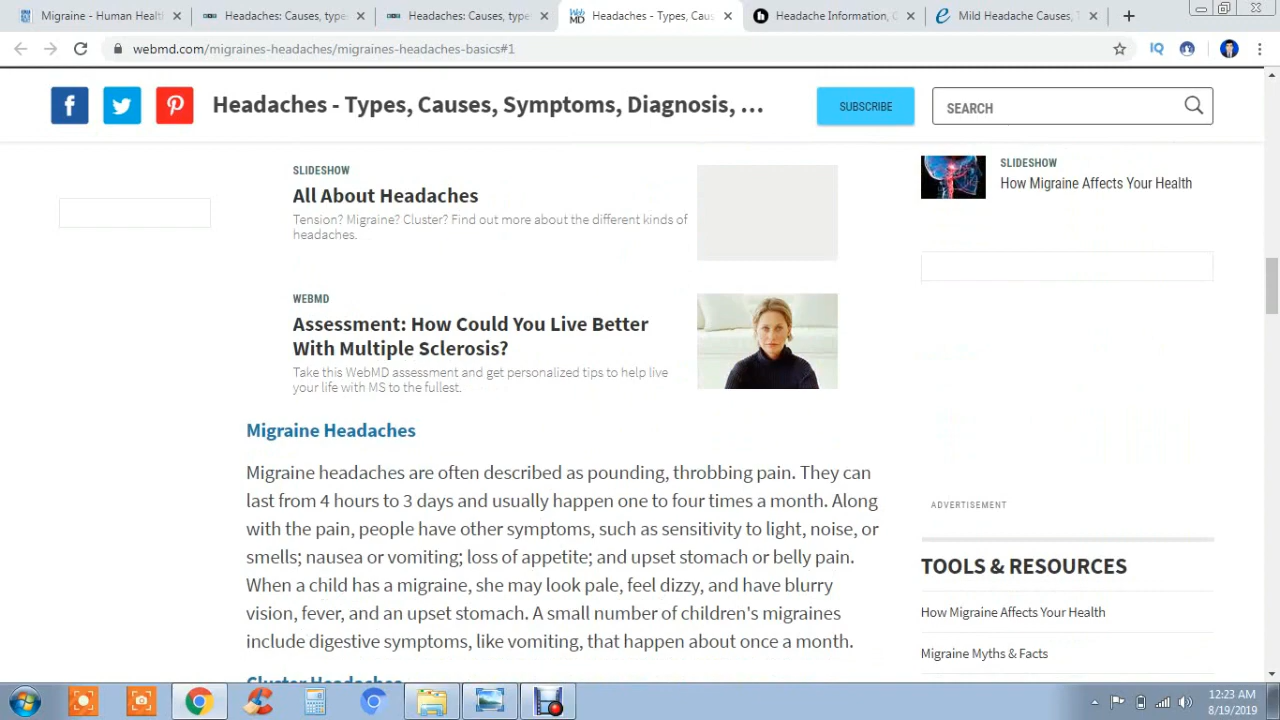 Migraine - Human Healt
Headaches: Causes, type
Headaches: Causes, type
Web MD
Headaches - Types, Caus
Headache Information, C
Mild Headache Causes, T
webmd.com/migraines-headaches/migraines-headaches-basics#1
IQ
Headaches - Types, Causes, Symptoms, Diagnosis, ...
SUBSCRIBE
SEARCH
SLIDESHOW
All About Headaches
Tension? Migraine? Cluster? Find out more about the different kinds of
headaches.
SLIDESHOW
How Migraine Affects Your Health
WEBMD
Assessment: How Could You Live Better
With Multiple Sclerosis?
Take this WebMD assessment and get personalized tips to help live
your life with MS to the fullest.
Migraine Headaches
Migraine headaches are often described as pounding, throbbing pain. They can
last from 4 hours to 3 days and usually happen one to four times a month. Along
with the pain, people have other symptoms, such as sensitivity to light, noise, or
smells; nausea or vomiting; loss of appetite; and upset stomach or belly pain.
When a child has a migraine, she may look pale, feel dizzy, and have blurry
vision, fever, and an upset stomach. A small number of children's migraines
include digestive symptoms, like vomiting, that happen about once a month.
Cluster Headaches
ADVERTISEMENT
TOOLS & RESOURCES
How Migraine Affects Your Health
Migraine Myths & Facts
12:23 AM
8/19/2019